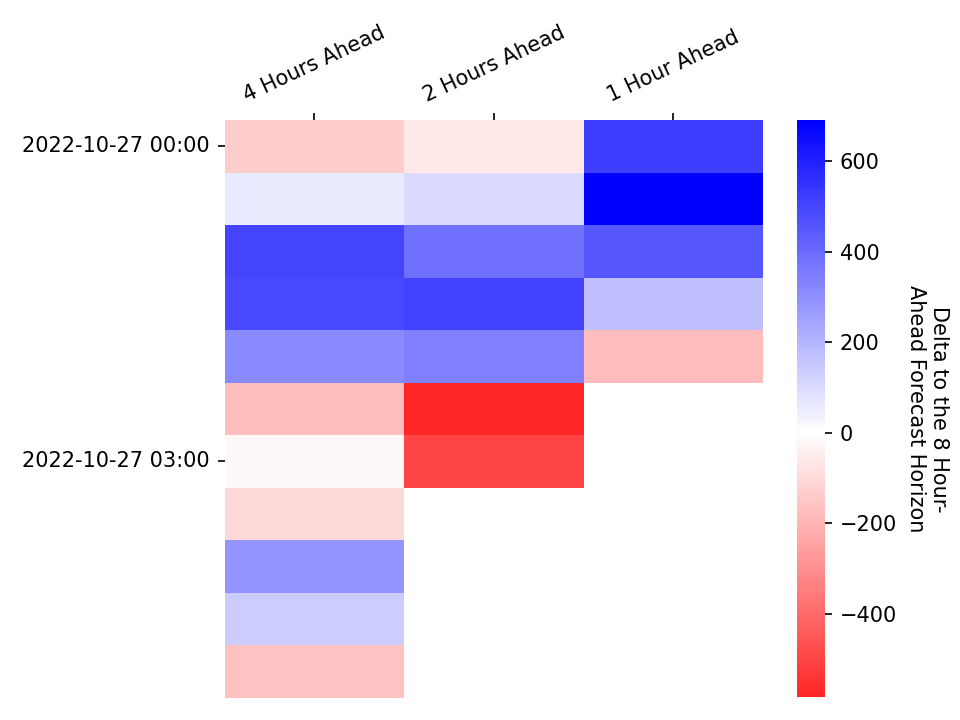 4 Hours Ahead
2 Hours Ahead
1 Hour Ahead
2022-10-27 00:00
2022-10-27 03:00
600
400
200
0
−200
−400
Delta to the 8 Hour-
Ahead Forecast Horizon